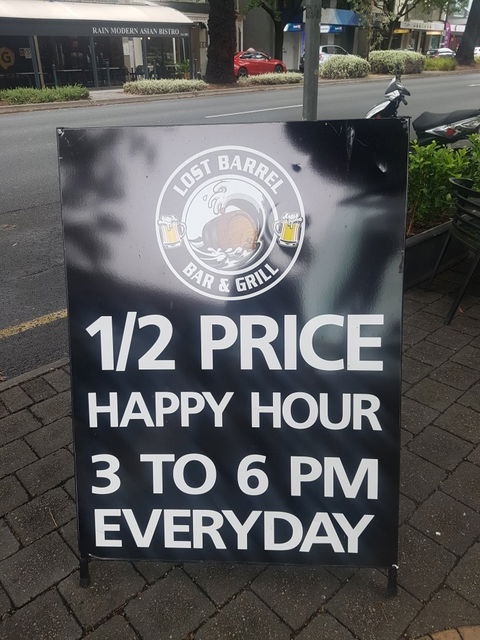 RAIN MODERN ASIAN BISTRO
LOST BARREL
BAR & GRILL
1/2 PRICE
HAPPY HOUR
3 TO 6 PM
EVERYDAY